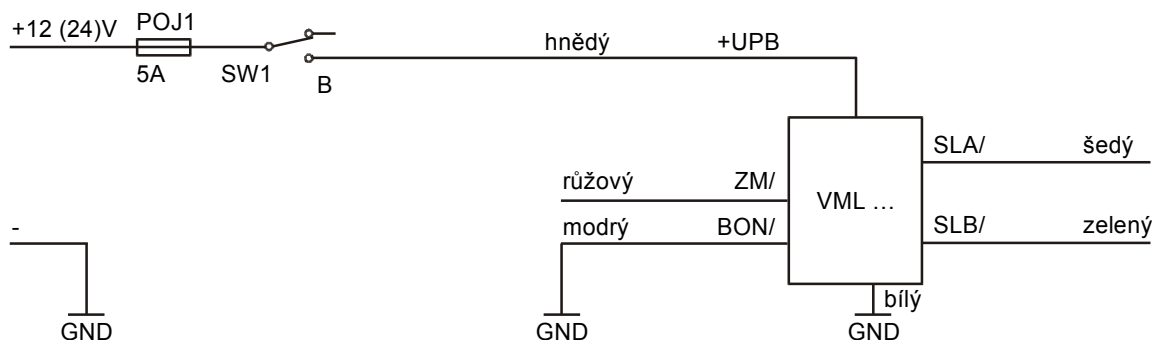 +12 (24)V
POJ1
5A
SW1
B
hnědý
+UPB
růžový
ZM/
modrý
BON/
VML ...
SLA/
šedý
SLB/
zelený
bílý
-
GND
GND
GND